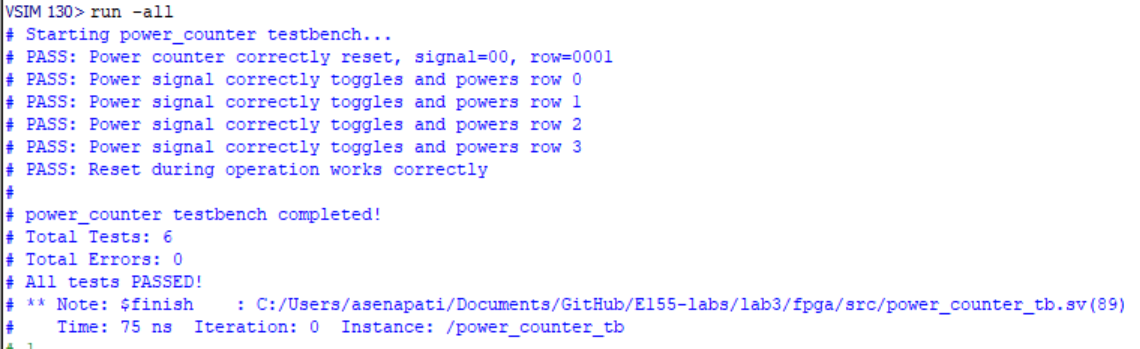 VSIM 130> run -all
# Starting power_counter testbench...
# PASS: Power counter correctly reset, signal=00, row=0001
# PASS: Power signal correctly toggles and powers row 0
# PASS: Power signal correctly toggles and powers row 1
# PASS: Power signal correctly toggles and powers row 2
# PASS: Power signal correctly toggles and powers row 3
# PASS: Reset during operation works correctly
#
# power_counter testbench completed!
# Total Tests: 6
# Total Errors: 0
# All tests PASSED!
# ** Note: $finish    : C:/Users/asenapati/Documents/GitHub/E155-labs/lab3/fpga/src/power_counter_tb.sv(89)
#    Time: 75 ns  Iteration: 0  Instance: /power_counter_tb
# 1